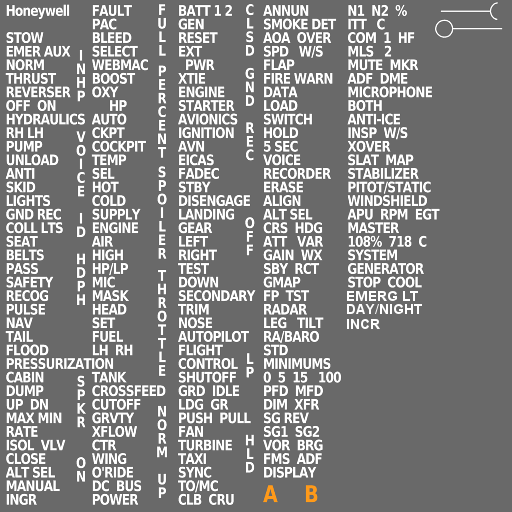 Honeywell
STOW
EMER AUX
NORM
THRUST
REVERSER
OFF ON
HYDRAULICS
RH LH
PUMP
UNLOAD
ANTI
SKID
LIGHTS
GND REC
COLL LTS
SEAT
BELTS
PASS
SAFETY
RECOG
PULSE
NAV
TAIL
FLOOD
PRESSURIZATION
CABIN
DUMP
UP DN
MAX MIN
RATE
ISOL VLV
CLOSE
ALT SEL
MANUAL
INGR
INHP
VOICE
ID
HDPH
SPKR
ON
FAULT
PAC
BLEED
SELECT
WEBMAC
BOOST
OXY
HP
AUTO
CKPT
COCKPIT
TEMP
SEL
HOT
COLD
SUPPLY
ENGINE
AIR
HIGH
HP/LP
MIC
MASK
HEAD
SET
FUEL
LH RH
TANK
CROSSFEED
CUTOFF
GRVTY
XFLOW
CTR
WING
O'RIDE
DC BUS
POWER
FULL
PERCENT
SPOILER
THROTTLE
NORM
UP
BATT 1 2
GEN
RESET
EXT
PWR
XTIE
ENGINE
STARTER
AVIONICS
IGNITION
AVN
EICAS
FADEC
STBY
DISENGAGE
LANDING
GEAR
LEFT
RIGHT
TEST
DOWN
SECONDARY
TRIM
NOSE
AUTOPILOT
FLIGHT
CONTROL
SHUTOFF
GRD IDLE
LDG GR
PUSH PULL
FAN
TURBINE
TAXI
SYNC
TO/MC
CLB CRU
CLSD
GND
REC
OFF
LP
HLD
ANNUN
SMOKE DET
AOA OVER
SPD W/S
FLAP
FIRE WARN
DATA
LOAD
SWITCH
HOLD
5 SEC
VOICE
RECORDER
ERASE
ALIGN
ALT SEL
CRS HDG
ATT VAR
GAIN WX
SBY RCT
GMAP
FP TST
RADAR
LEG TILT
RA/BARO
STD
MINIMUMS
0 5 15 100
PFD MFD
DIM XFR
SG REV
SG1 SG2
VOR BRG
FMS ADF
DISPLAY
A B
N1 N2 %
ITT C
COM 1 HF
MLS 2
MUTE MKR
ADF DME
MICROPHONE
BOTH
ANTI-ICE
INSP W/S
XOVER
SLAT MAP
STABILIZER
PITOT/STATIC
WINDSHIELD
APU RPM EGT
MASTER
108% 718 C
SYSTEM
GENERATOR
STOP COOL
EMERG LT
DAY/NIGHT
INCR